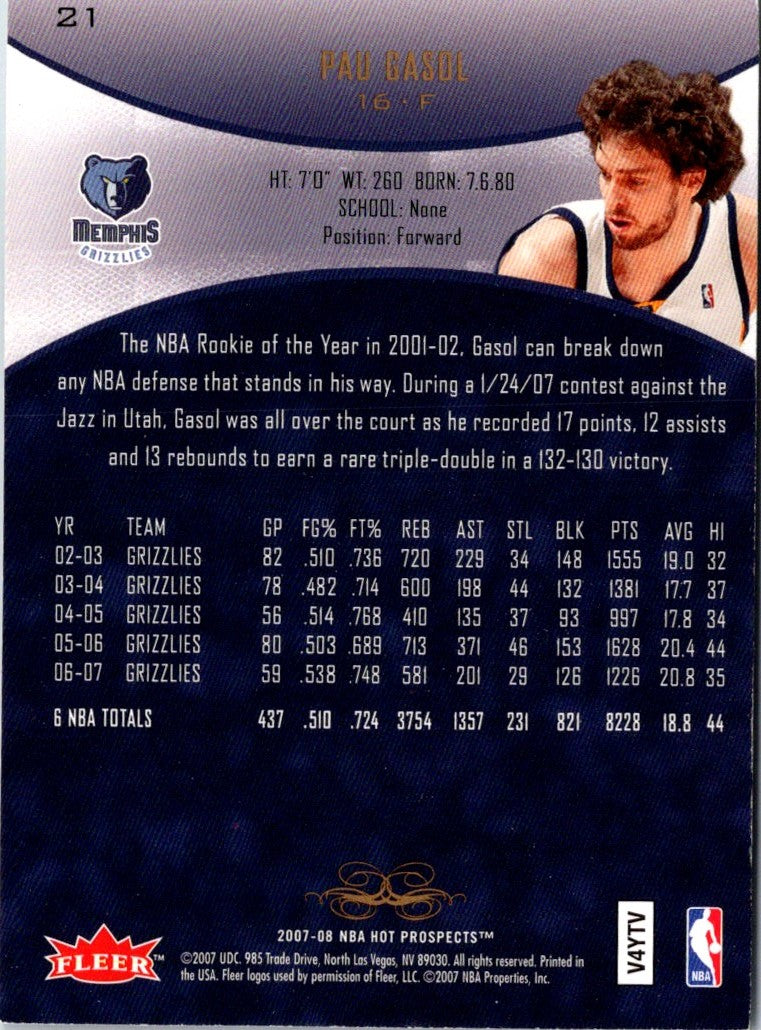 21
PAU GASOL
16 · F
MEMPHIS
GRIZZLIES
HT: 7'0" WT: 260 BORN: 7.6.80
SCHOOL: None
Position: Forward
The NBA Rookie of the Year in 2001-02, Gasol can break down
any NBA defense that stands in his way. During a 1/24/07 contest against the
Jazz in Utah, Gasol was all over the court as he recorded 17 points, 12 assists
and 13 rebounds to earn a rare triple-double in a 132-130 victory.
YR TEAM GP FG% FT% REB AST STL BLK PTS AVG HI
02-03 GRIZZLIES 82 .510 .736 720 229 34 148 1555 19.0 32
03-04 GRIZZLIES 78 .482 .714 600 198 44 132 1381 17.7 37
04-05 GRIZZLIES 56 .514 .768 410 135 37 93 997 17.8 34
05-06 GRIZZLIES 80 .503 .689 713 371 46 153 1628 20.4 44
06-07 GRIZZLIES 59 .538 .748 581 201 29 126 1226 20.8 35
6 NBA TOTALS 437 .510 .724 3754 1357 231 821 8228 18.8 44
2007-08 NBA HOT PROSPECTS™
FLEER™
©2007 UDC. 985 Trade Drive, North Las Vegas, NV 89030. All rights reserved. Printed in
the USA. Fleer logos used by permission of Fleer, LLC. ©2007 NBA Properties, Inc.
V4YTV
NBA